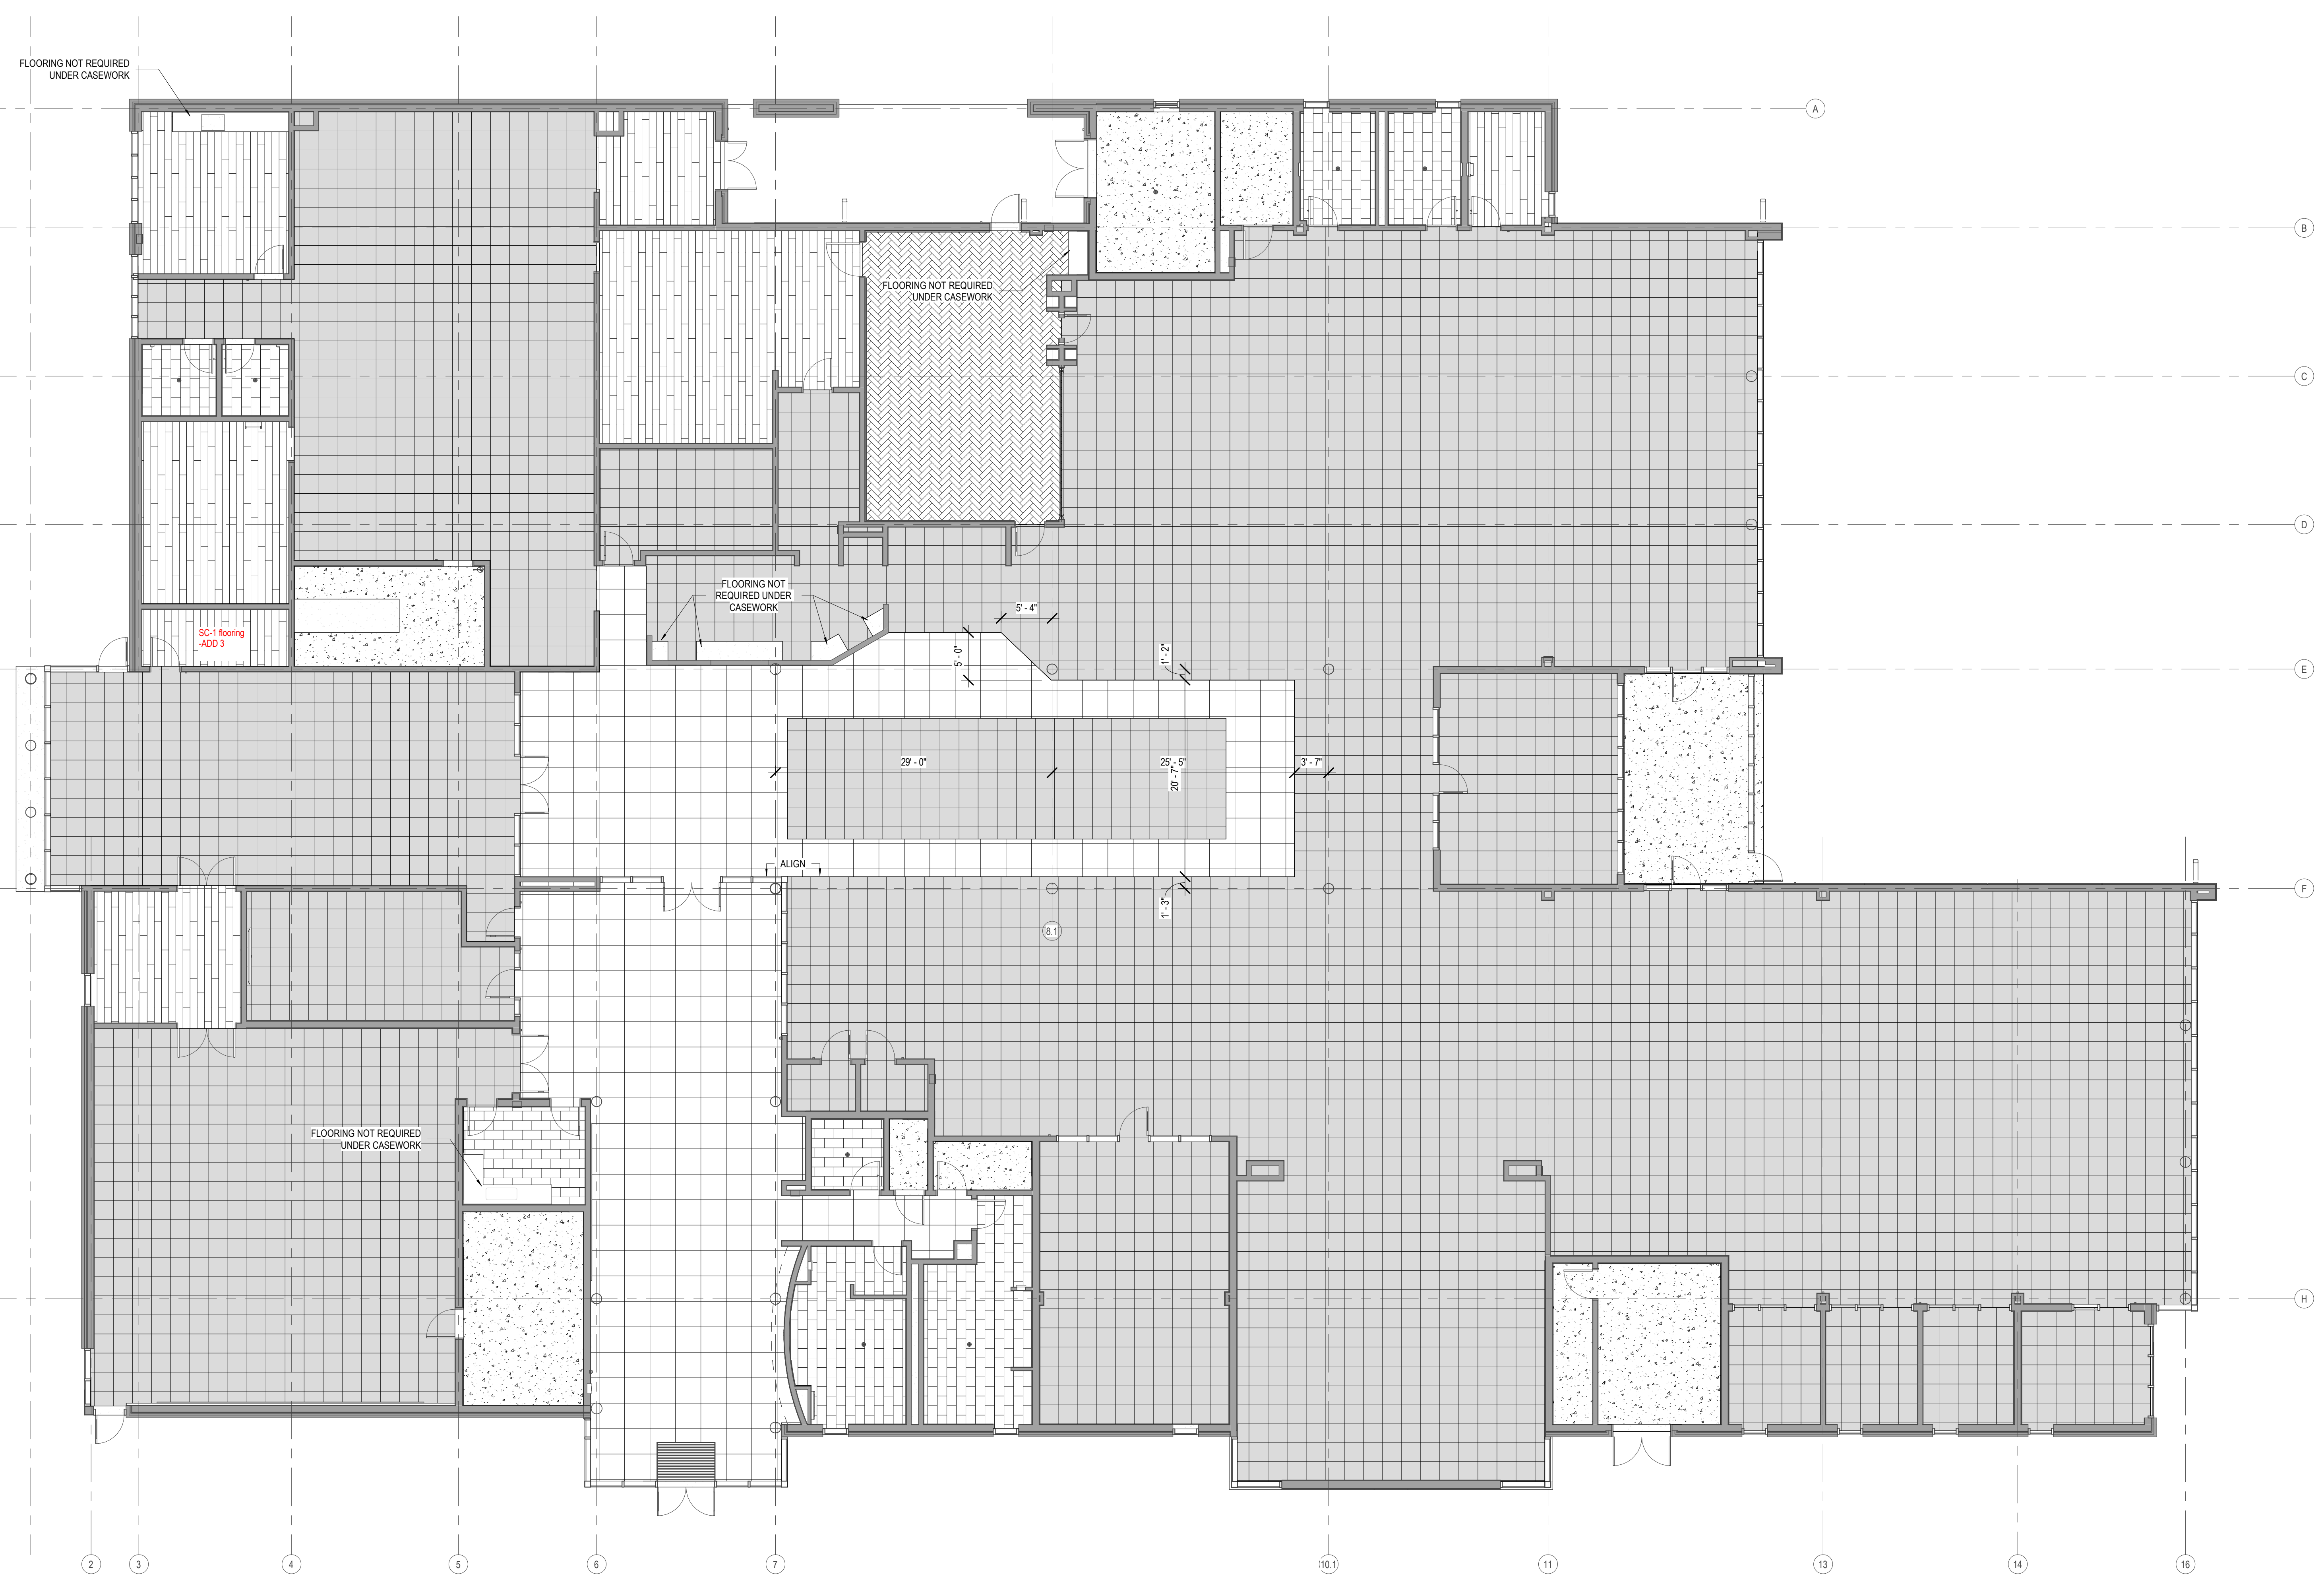 FLOORING NOT REQUIRED
UNDER CASEWORK
A
B
FLOORING NOT REQUIRED
UNDER CASEWORK
C
D
FLOORING NOT
REQUIRED UNDER
CASEWORK
5' - 4"
SC-1 flooring
-ADD 3
5' - 0"
1' - 2"
E
29' - 0"
25' - 5"
20' - 7"
3' - 7"
ALIGN
F
1' - 3"
8.1
FLOORING NOT REQUIRED
UNDER CASEWORK
H
2
3
4
5
6
7
10.1
11
13
14
16